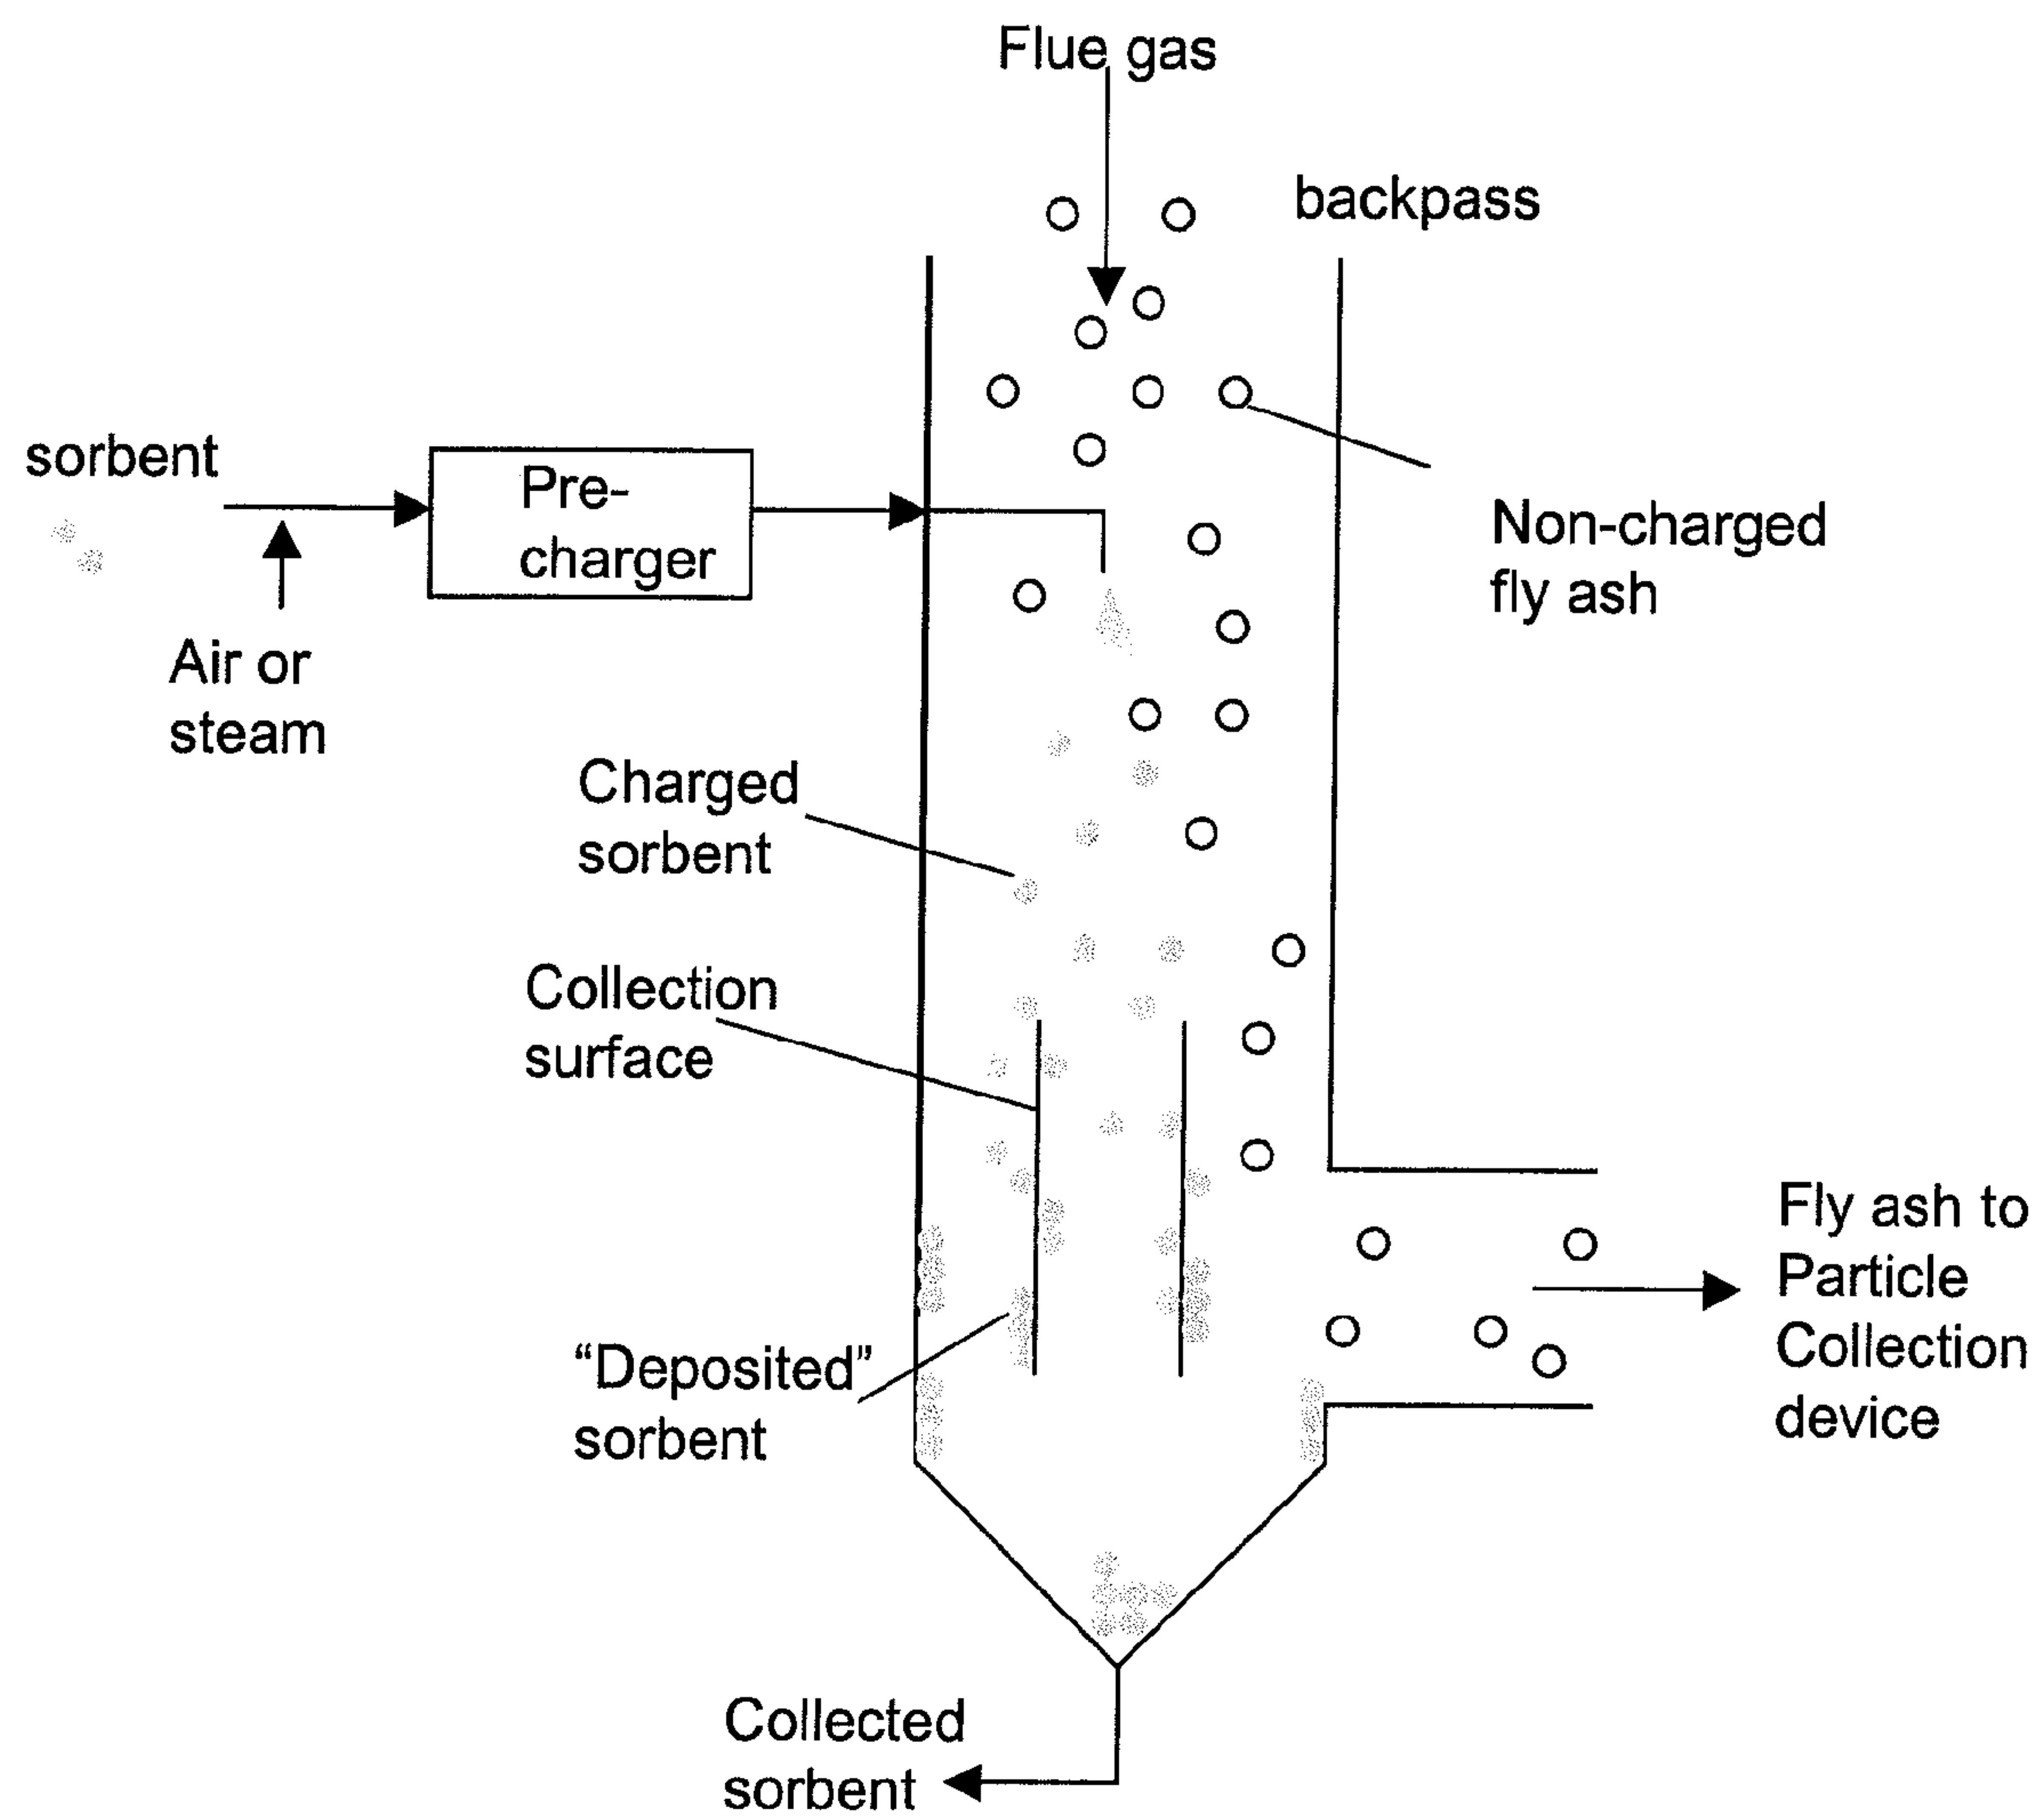 Flue gas
backpass
sorbent
Pre-
charger
Non-charged
fly ash
Air or
steam
Charged
sorbent
Collection
surface
Fly ash to
Particle
Collection
device
“Deposited”
sorbent
Collected
sorbent